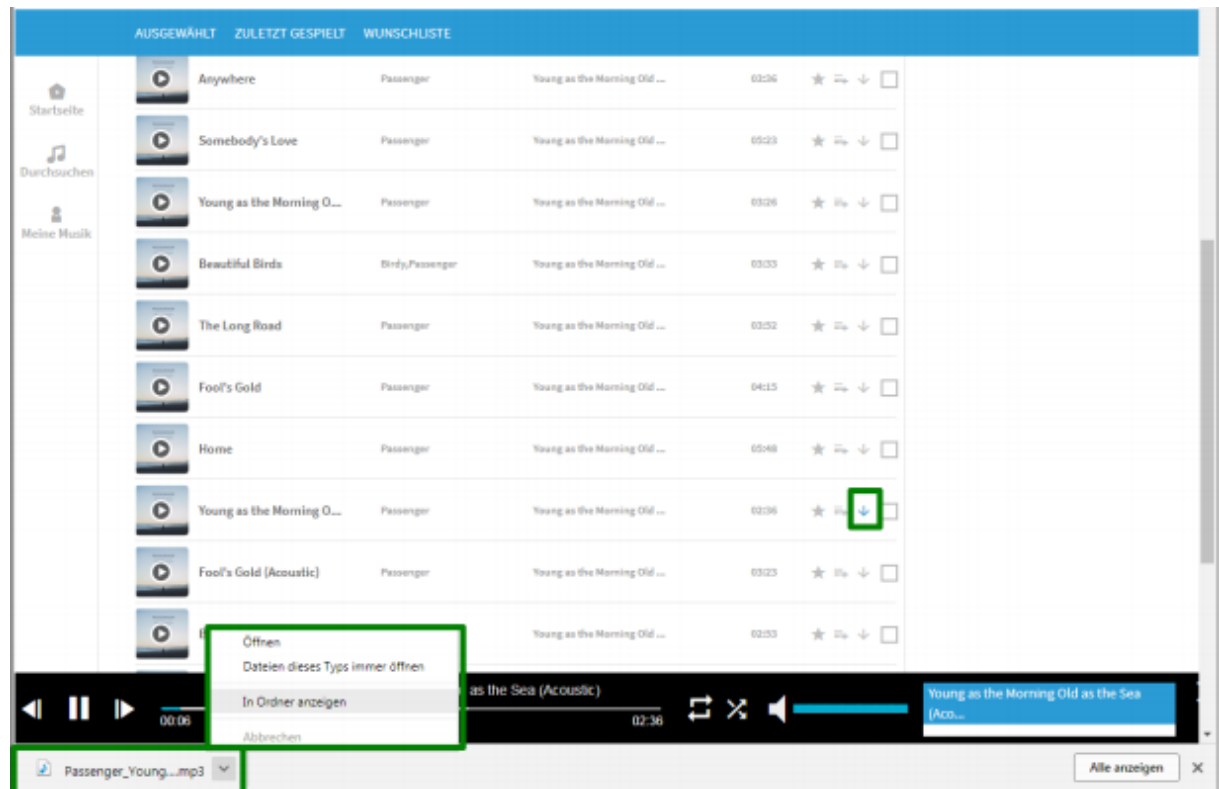 AUSGEWÄHLT ZULETZT GESPIELT WUNSCHLISTE
Startseite
Durchsuchen
Meine Musik
Anywhere Passenger Young as the Morning Old ... 03:36
Somebody's Love Passenger Young as the Morning Old ... 05:23
Young as the Morning O... Passenger Young as the Morning Old ... 03:26
Beautiful Birds Birdy,Passenger Young as the Morning Old ... 03:33
The Long Road Passenger Young as the Morning Old ... 03:52
Fool's Gold Passenger Young as the Morning Old ... 04:15
Home Passenger Young as the Morning Old ... 05:48
Young as the Morning O... Passenger Young as the Morning Old ... 02:36
Fool's Gold (Acoustic) Passenger Young as the Morning Old ... 03:23
Young as the Morning Old ... 02:53
Öffnen
Dateien dieses Typs immer öffnen
In Ordner anzeigen
Abbrechen
as the Sea (Acoustic)
00:06 02:36
Young as the Morning Old as the Sea
(Aco...
Passenger_Young....mp3
Alle anzeigen